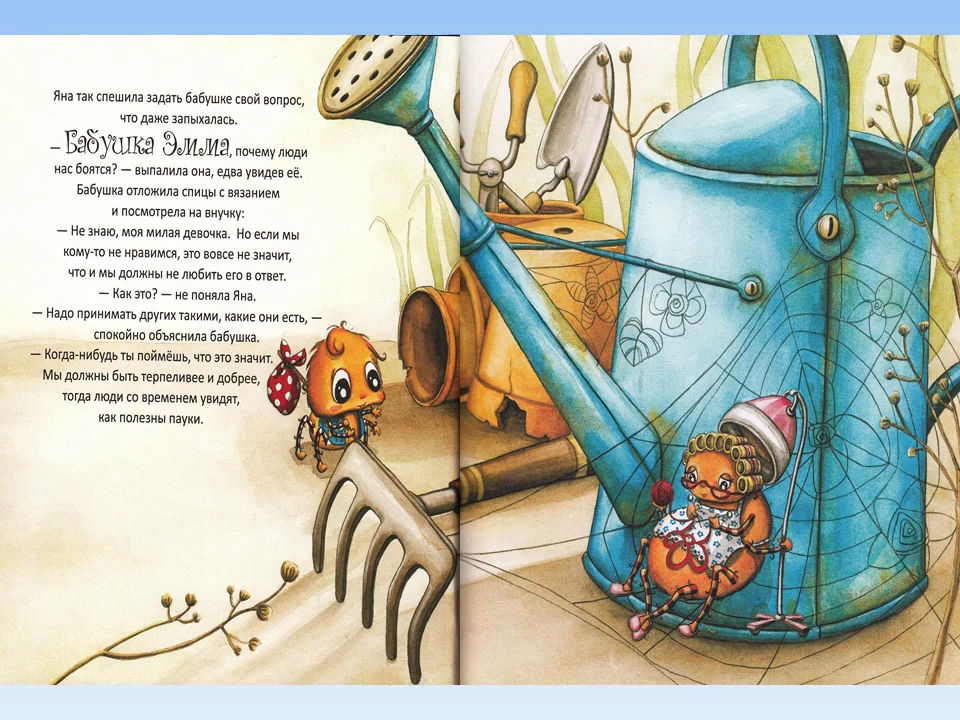 Яна так спешила задать бабушке свой вопрос,
что даже запыхалась.
— Бабушка Эмма, почему люди
нас боятся? — выпалила она, едва увидев её.
Бабушка отложила спицы с вязанием
и посмотрела на внучку:
— Не знаю, моя милая девочка. Но если мы
кому-то не нравимся, это вовсе не значит,
что и мы должны не любить его в ответ.
— Как это? — не поняла Яна.
— Надо принимать других такими, какие они есть, —
спокойно объяснила бабушка.
— Когда-нибудь ты поймёшь, что это значит.
Мы должны быть терпеливее и добрее,
тогда люди со временем увидят,
как полезны пауки.